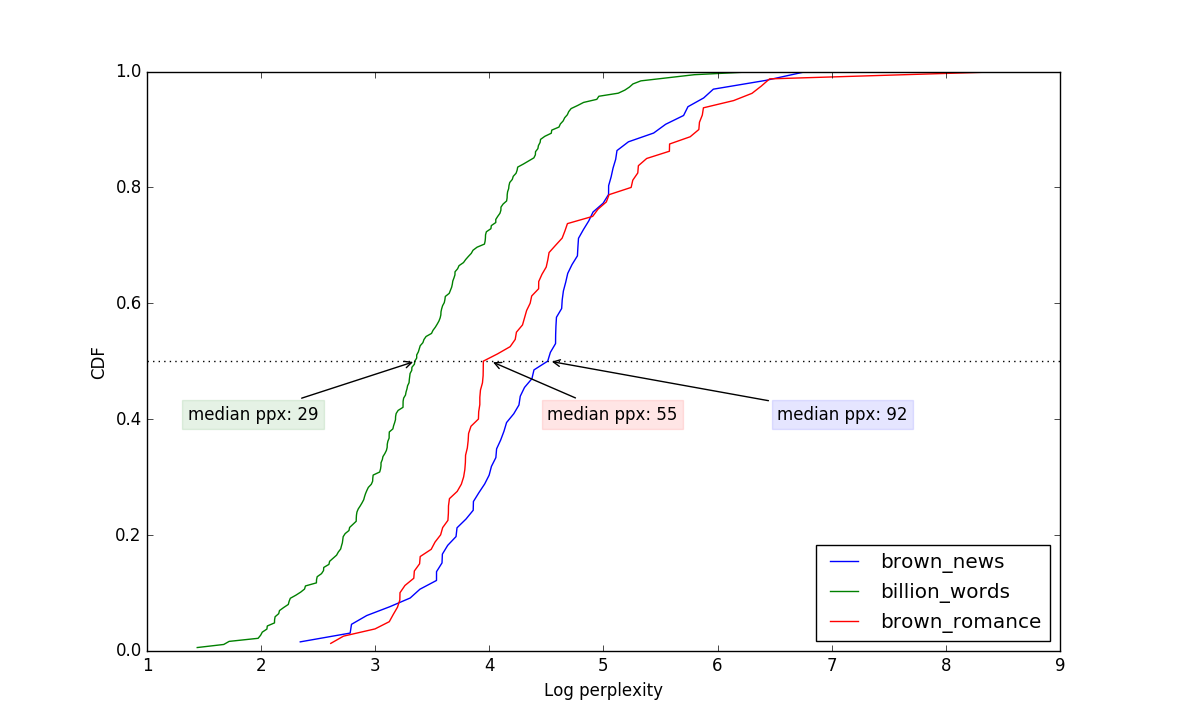 1.0
0.8
0.6
0.4
0.2
0.0
CDF
median ppx: 29
median ppx: 55
median ppx: 92
brown_news
billion_words
brown_romance
1 2 3 4 5 6 7 8 9
Log perplexity